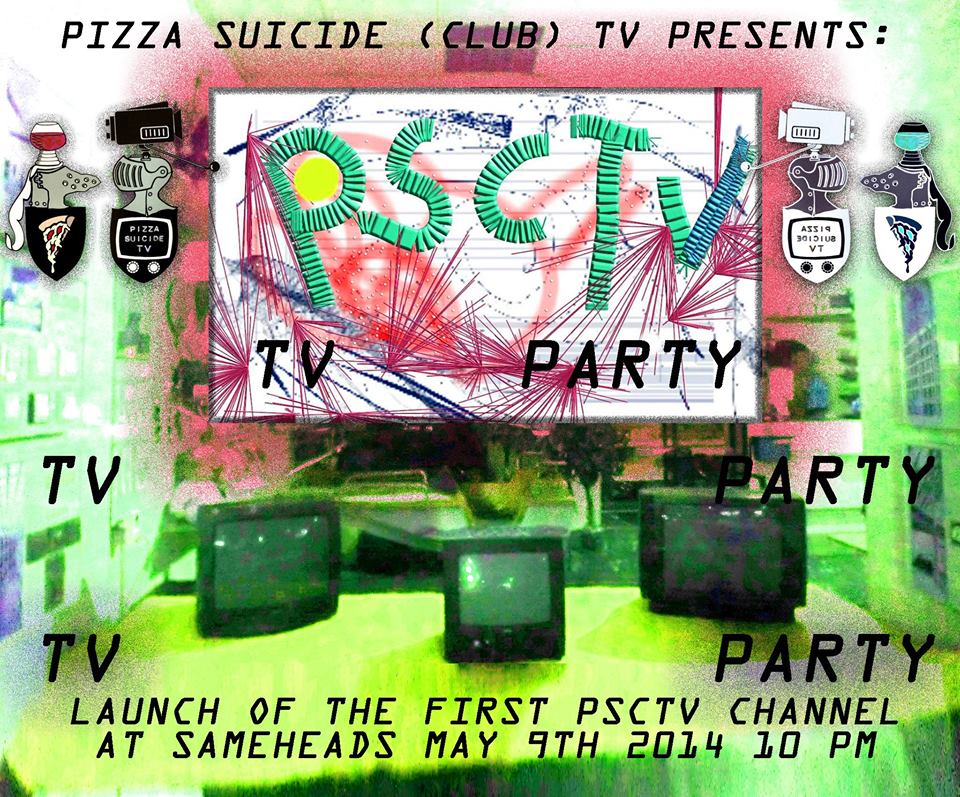 PIZZA SUICIDE (CLUB) TV PRESENTS:
PSCTV
PIZZA
SUICIDE
TV
PIZZA
SUICIDE
TV
TV PARTY
TV PARTY
TV PARTY
LAUNCH OF THE FIRST PSCTV CHANNEL
AT SAMEHEADS MAY 9TH 2014 10 PM